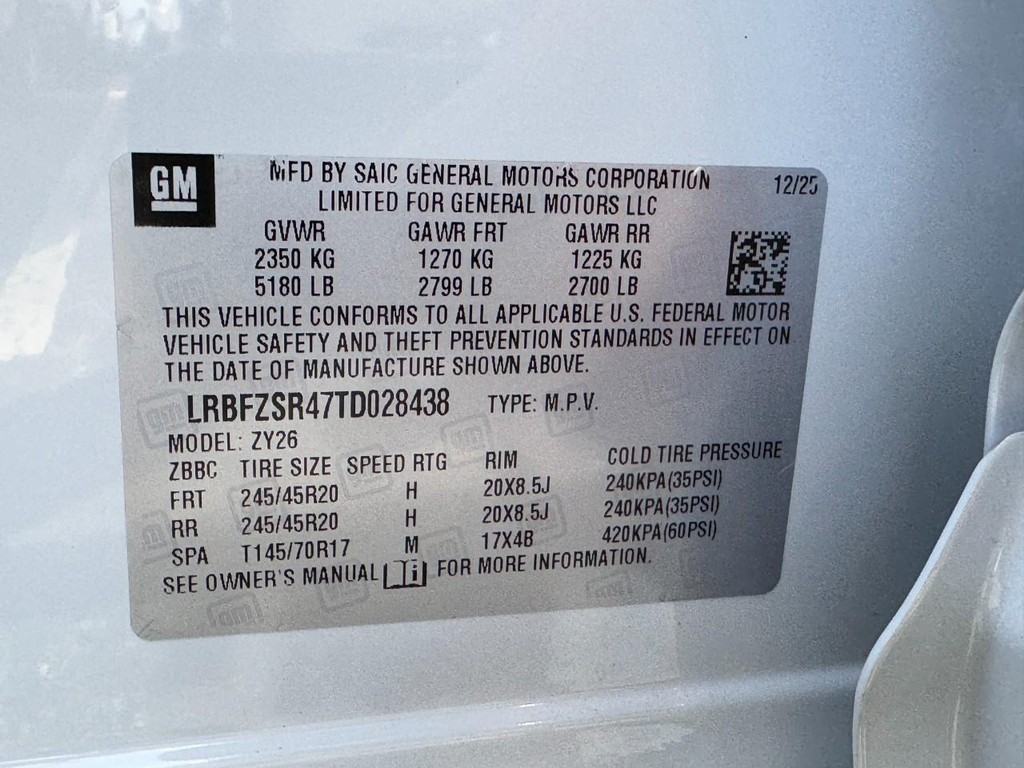 GM
MFD BY SAIC GENERAL MOTORS CORPORATION 12/25
LIMITED FOR GENERAL MOTORS LLC
GVWR GAWR FRT GAWR RR
2350 KG 1270 KG 1225 KG
5180 LB 2799 LB 2700 LB
THIS VEHICLE CONFORMS TO ALL APPLICABLE U.S. FEDERAL MOTOR
VEHICLE SAFETY AND THEFT PREVENTION STANDARDS IN EFFECT ON
THE DATE OF MANUFACTURE SHOWN ABOVE.
LRBFZSR47TD028438 TYPE: M.P.V.
MODEL: ZY26
ZBBC TIRE SIZE SPEED RTG RIM COLD TIRE PRESSURE
FRT 245/45R20 H 20X8.5J 240KPA(35PSI)
RR 245/45R20 H 20X8.5J 240KPA(35PSI)
SPA T145/70R17 M 17X4B 420KPA(60PSI)
SEE OWNER'S MANUAL i FOR MORE INFORMATION.